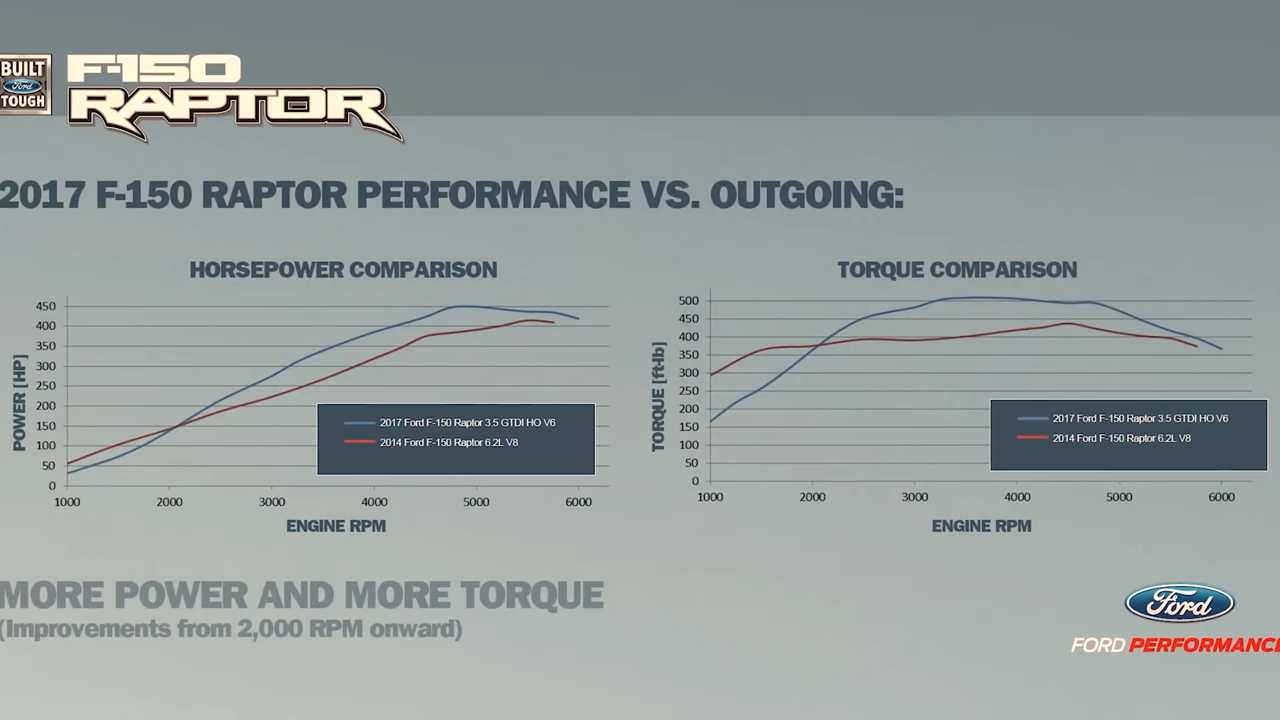 BUILT
Ford
TOUGH
F-150
RAPTOR
2017 F-150 RAPTOR PERFORMANCE VS. OUTGOING:
HORSEPOWER COMPARISON
POWER [HP]
450
400
350
300
250
200
150
100
50
0
1000 2000 3000 4000 5000 6000
ENGINE RPM
2017 Ford F-150 Raptor 3.5 GTDI HO V6
2014 Ford F-150 Raptor 6.2L V8
TORQUE COMPARISON
TORQUE [ft-lb]
500
450
400
350
300
250
200
150
100
50
0
1000 2000 3000 4000 5000 6000
ENGINE RPM
2017 Ford F-150 Raptor 3.5 GTDI HO V6
2014 Ford F-150 Raptor 6.2L V8
MORE POWER AND MORE TORQUE
(Improvements from 2,000 RPM onward)
Ford
FORD PERFORMANCE